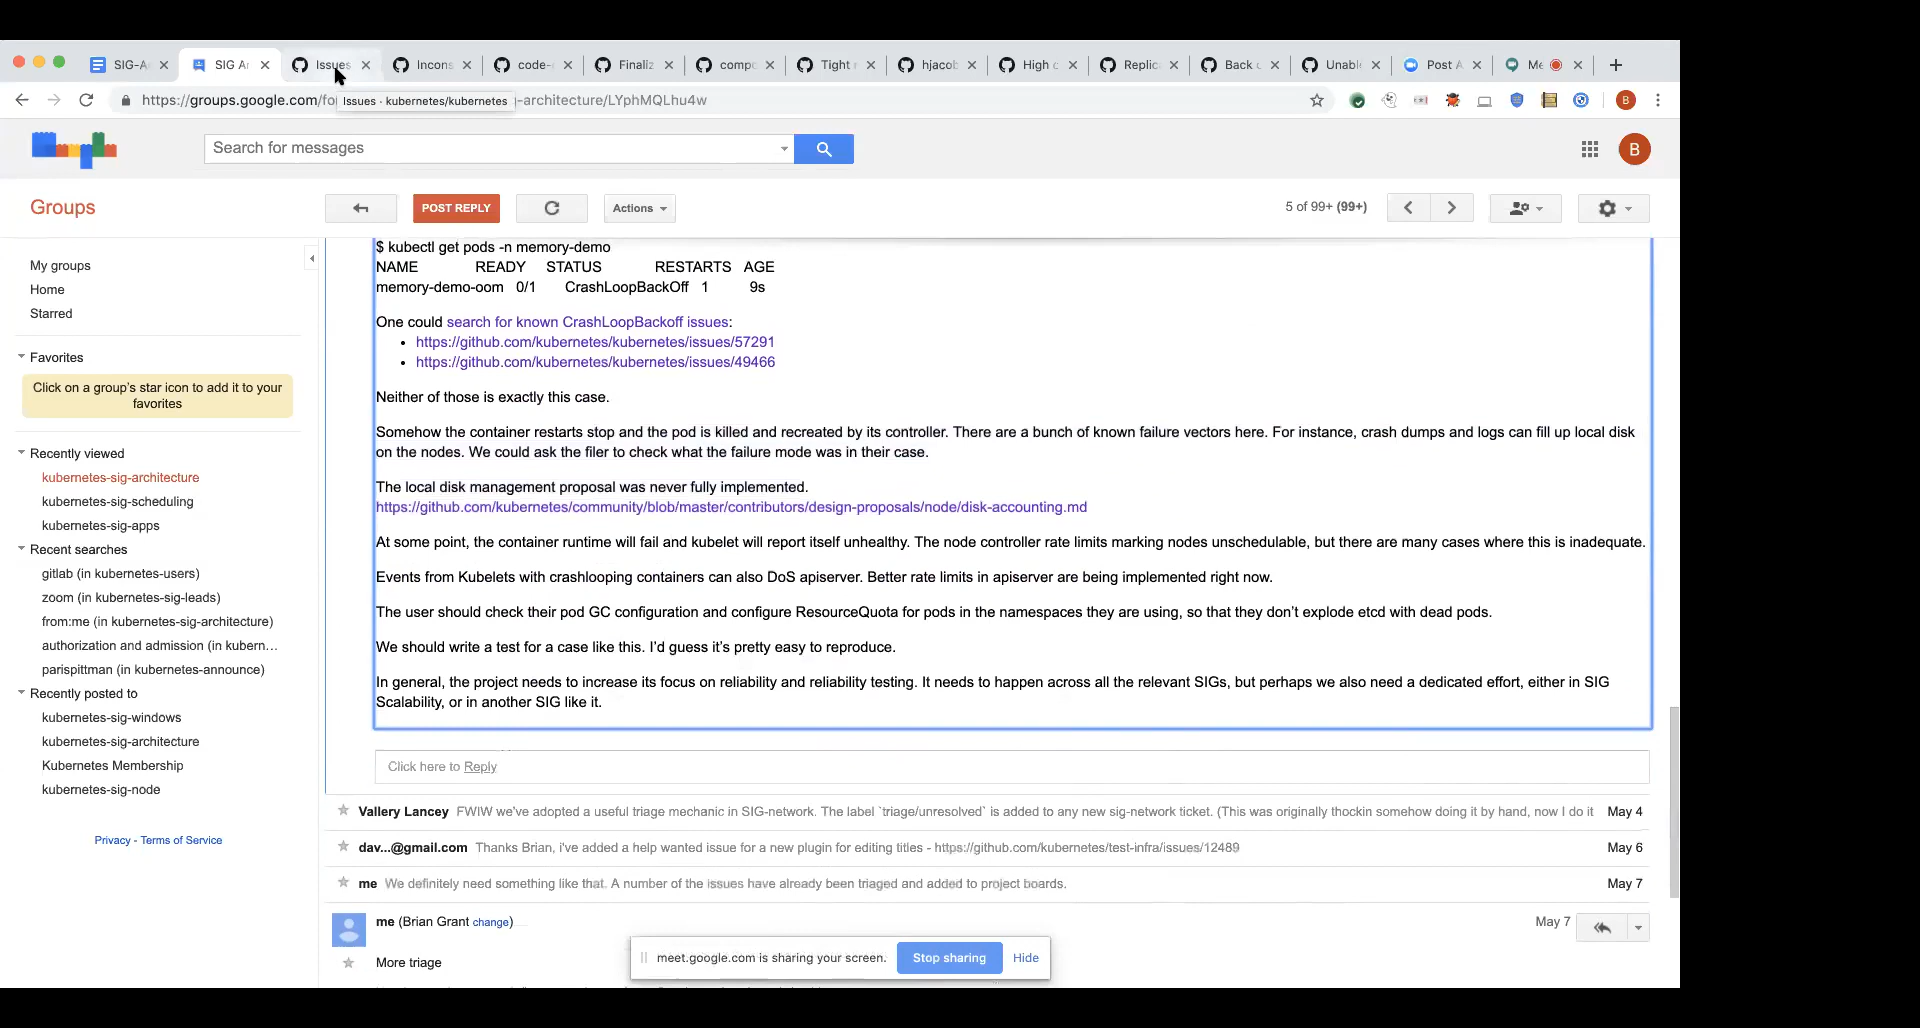 SIG-A
SIG Ar
Issues
Incons
code-
Finaliz
compo
Tight
hjacob
High c
Replic
Back
Unabl
Post A
Me
https://groups.google.com/fo
Issues · kubernetes/kubernetes
-architecture/LYphMQLhu4w
Search for messages
B
Groups
POST REPLY
Actions
5 of 99+ (99+)
My groups
Home
Starred
Favorites
Click on a group's star icon to add it to your
favorites
Recently viewed
kubernetes-sig-architecture
kubernetes-sig-scheduling
kubernetes-sig-apps
Recent searches
gitlab (in kubernetes-users)
zoom (in kubernetes-sig-leads)
from:me (in kubernetes-sig-architecture)
authorization and admission (in kubern…
parispittman (in kubernetes-announce)
Recently posted to
kubernetes-sig-windows
kubernetes-sig-architecture
Kubernetes Membership
kubernetes-sig-node
Privacy - Terms of Service
$ kubectl get pods -n memory-demo
NAME READY STATUS RESTARTS AGE
memory-demo-oom 0/1 CrashLoopBackOff 1 9s
One could search for known CrashLoopBackoff issues:
• https://github.com/kubernetes/kubernetes/issues/57291
• https://github.com/kubernetes/kubernetes/issues/49466
Neither of those is exactly this case.
Somehow the container restarts stop and the pod is killed and recreated by its controller. There are a bunch of known failure vectors here. For instance, crash dumps and logs can fill up local disk
on the nodes. We could ask the filer to check what the failure mode was in their case.
The local disk management proposal was never fully implemented.
https://github.com/kubernetes/community/blob/master/contributors/design-proposals/node/disk-accounting.md
At some point, the container runtime will fail and kubelet will report itself unhealthy. The node controller rate limits marking nodes unschedulable, but there are many cases where this is inadequate.
Events from Kubelets with crashlooping containers can also DoS apiserver. Better rate limits in apiserver are being implemented right now.
The user should check their pod GC configuration and configure ResourceQuota for pods in the namespaces they are using, so that they don't explode etcd with dead pods.
We should write a test for a case like this. I'd guess it's pretty easy to reproduce.
In general, the project needs to increase its focus on reliability and reliability testing. It needs to happen across all the relevant SIGs, but perhaps we also need a dedicated effort, either in SIG
Scalability, or in another SIG like it.
Click here to Reply
Vallery Lancey FWIW we've adopted a useful triage mechanic in SIG-network. The label `triage/unresolved` is added to any new sig-network ticket. (This was originally thockin somehow doing it by hand, now I do it May 4
dav...@gmail.com Thanks Brian, i've added a help wanted issue for a new plugin for editing titles - https://github.com/kubernetes/test-infra/issues/12489 May 6
me We definitely need something like that. A number of the issues have already been triaged and added to project boards. May 7
me (Brian Grant change) May 7
More triage
meet.google.com is sharing your screen. Stop sharing Hide
B